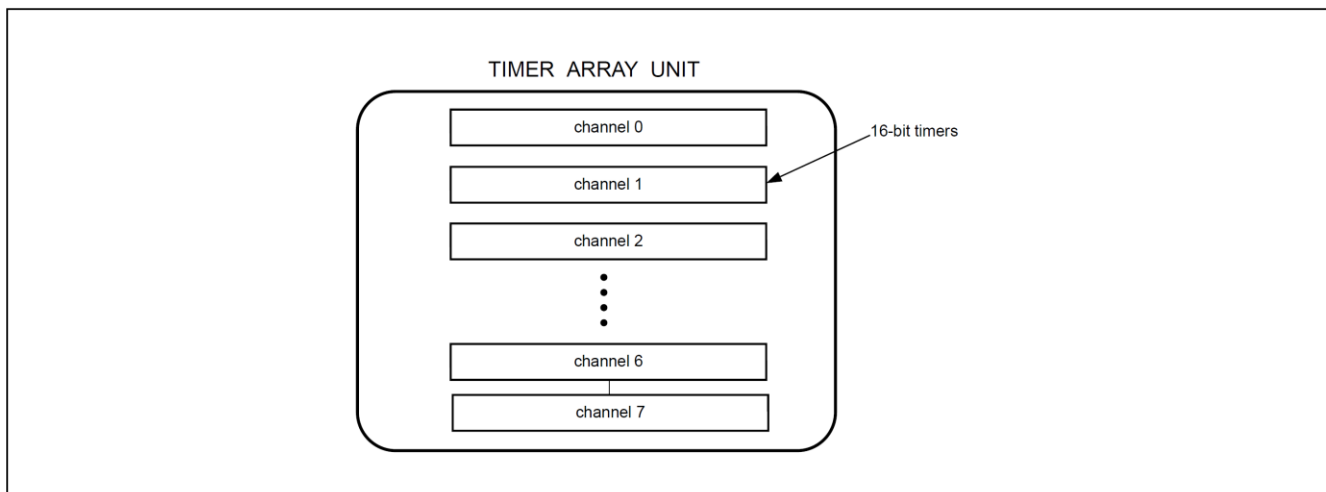 TIMER ARRAY UNIT
channel 0
16-bit timers
channel 1
channel 2
channel 6
channel 7